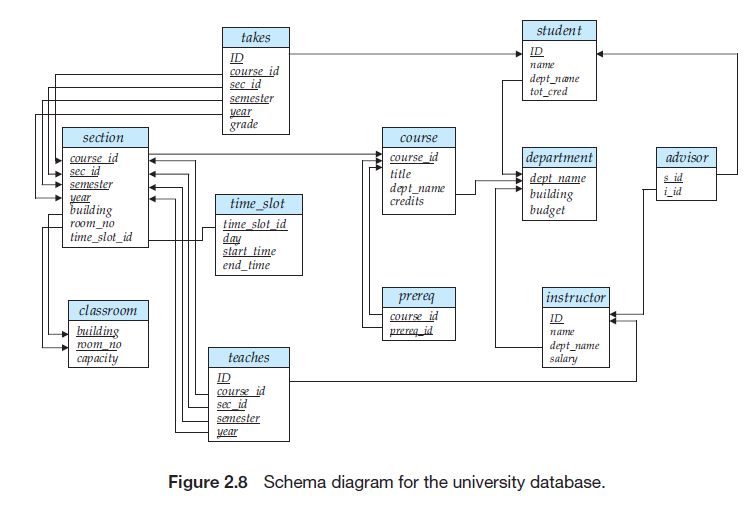 takes
ID
course_id
sec_id
semester
year
grade
student
ID
name
dept_name
tot_cred
section
course_id
sec_id
semester
year
building
room_no
time_slot_id
course
course_id
title
dept_name
credits
department
dept_name
building
budget
advisor
s_id
i_id
time_slot
time_slot_id
day
start_time
end_time
prereq
course_id
prereq_id
instructor
ID
name
dept_name
salary
classroom
building
room_no
capacity
teaches
ID
course_id
sec_id
semester
year
Figure 2.8 Schema diagram for the university database.